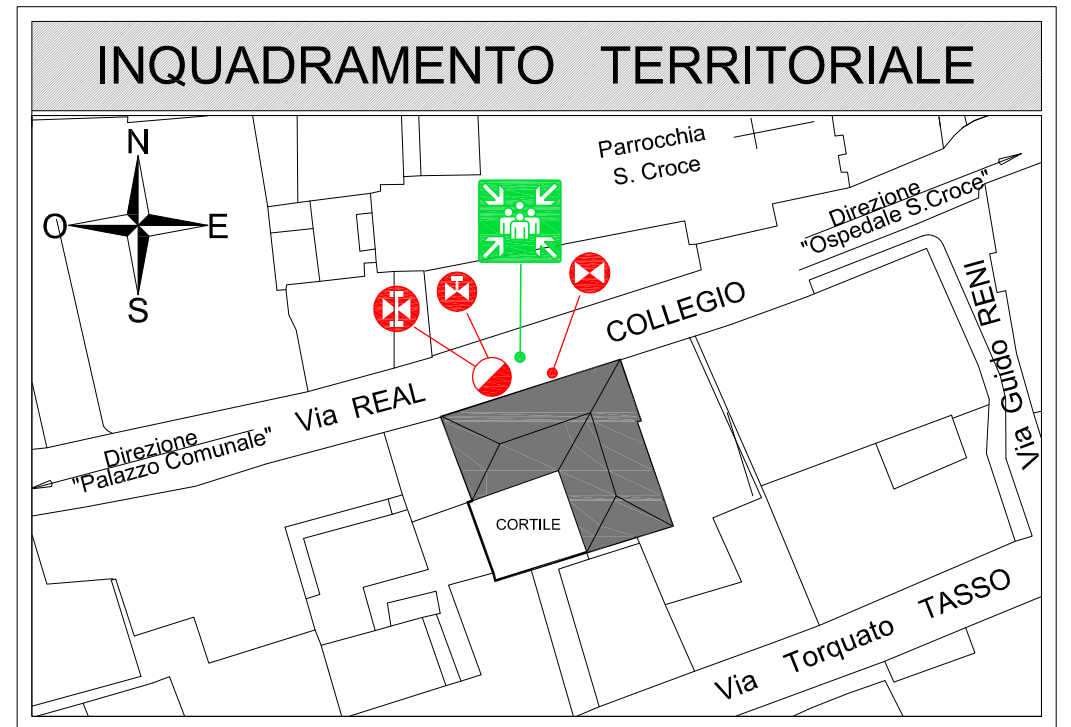 INQUADRAMENTO TERRITORIALE
N
O
E
S
Parrocchia
S. Croce
Direzione
"Ospedale S.Croce"
Via REAL COLLEGIO
Via Guido RENI
Direzione
"Palazzo Comunale"
CORTILE
Via Torquato TASSO